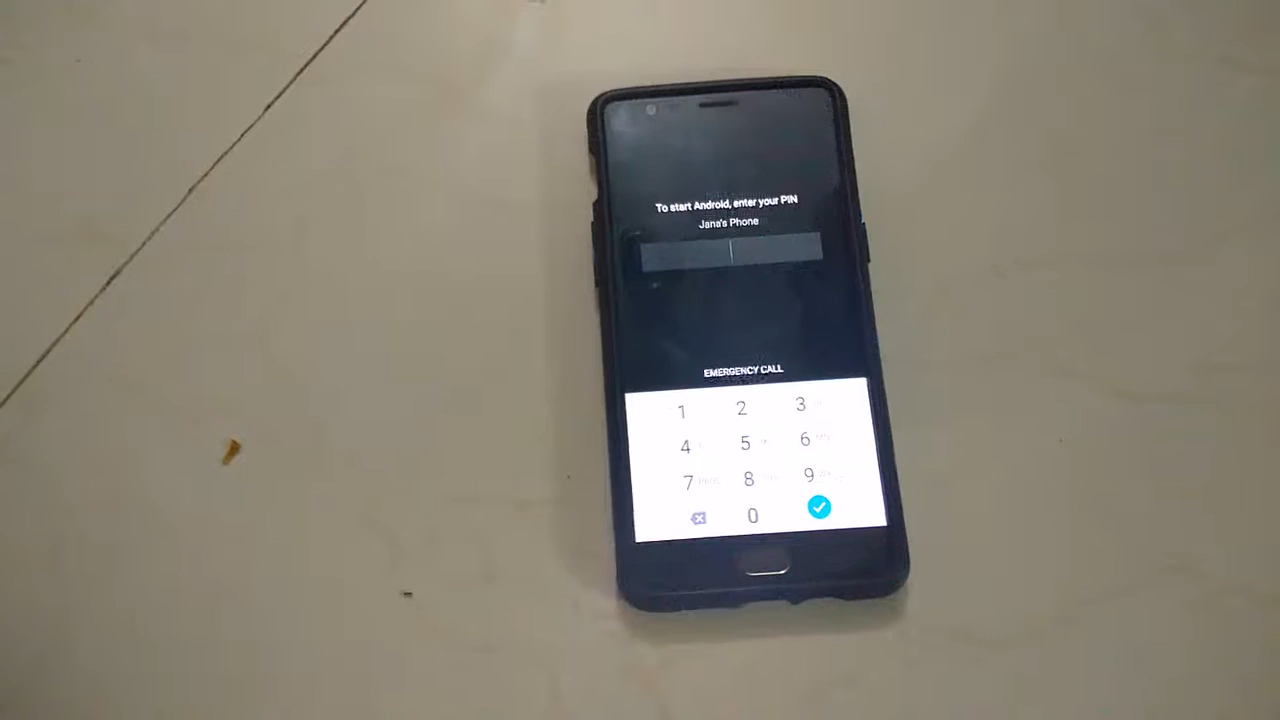 To start Android, enter your PIN
Jana's Phone
EMERGENCY CALL
1 2 3
4 5 6
7 PQRS 8 9
0